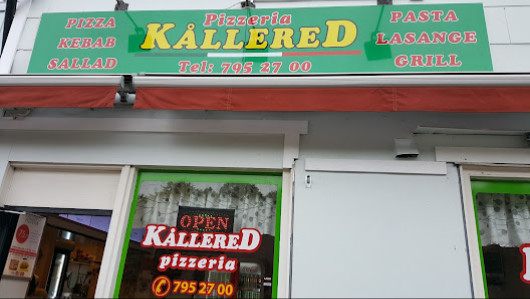 Pizzeria
PIZZA KÅLLERED PASTA
KEBAB LASANGE
SALLAD Tel: 795 27 00 GRILL
OPEN
KÅLLERED
pizzeria
795 27 00